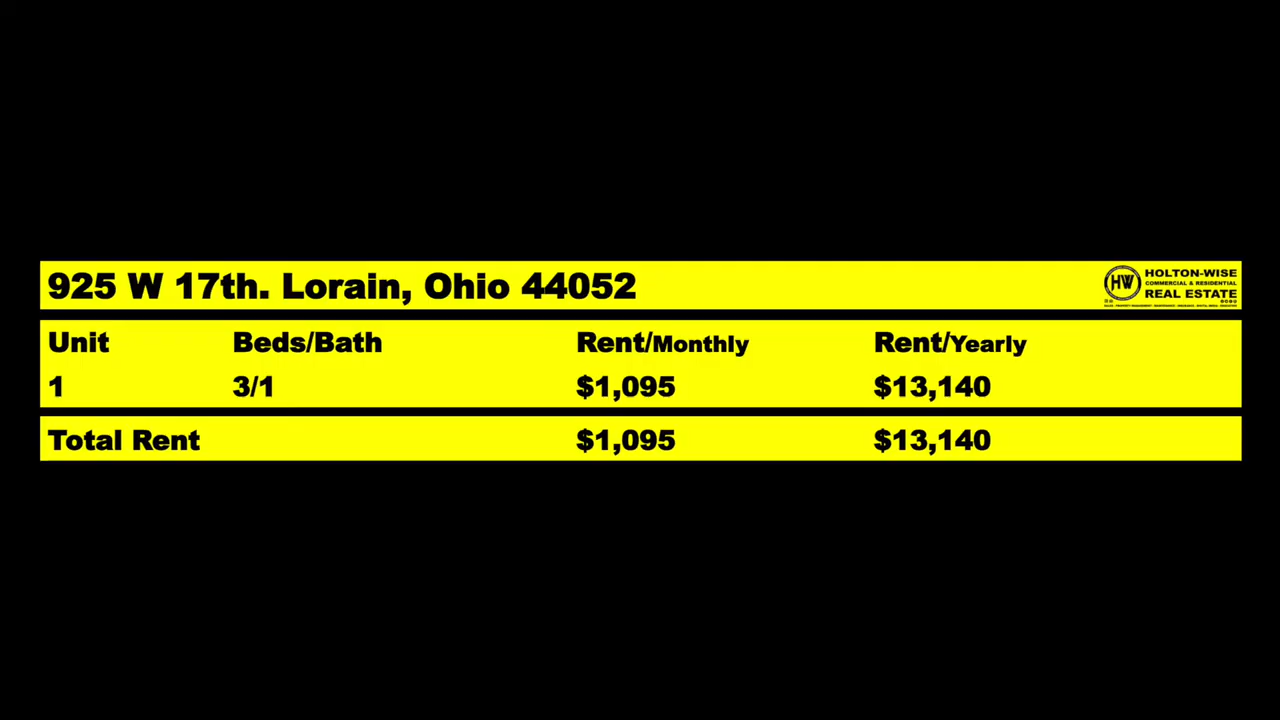 925 W 17th. Lorain, Ohio 44052
HW
HOLTON-WISE
COMMERCIAL & RESIDENTIAL
REAL ESTATE
Unit Beds/Bath Rent/Monthly Rent/Yearly
1 3/1 $1,095 $13,140
Total Rent $1,095 $13,140